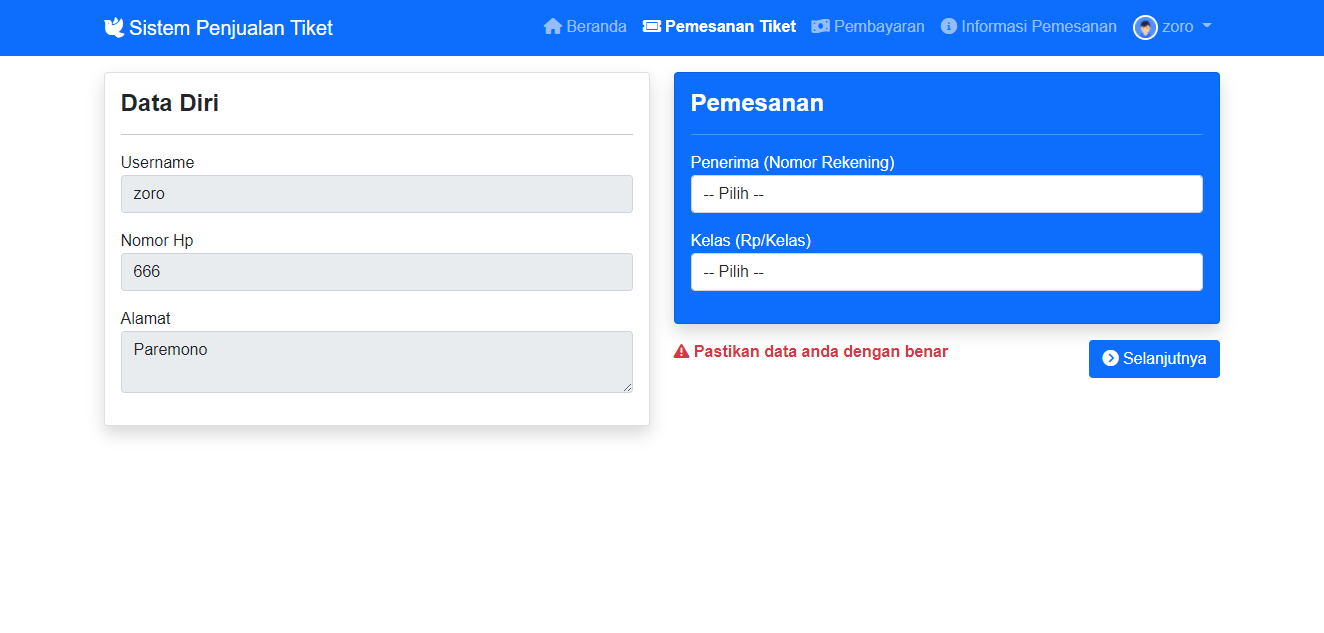 Sistem Penjualan Tiket
Beranda
Pemesanan Tiket
Pembayaran
Informasi Pemesanan
zoro
Data Diri
Username
zoro
Nomor Hp
666
Alamat
Paremono
Pemesanan
Penerima (Nomor Rekening)
-- Pilih --
Kelas (Rp/Kelas)
-- Pilih --
Pastikan data anda dengan benar
Selanjutnya